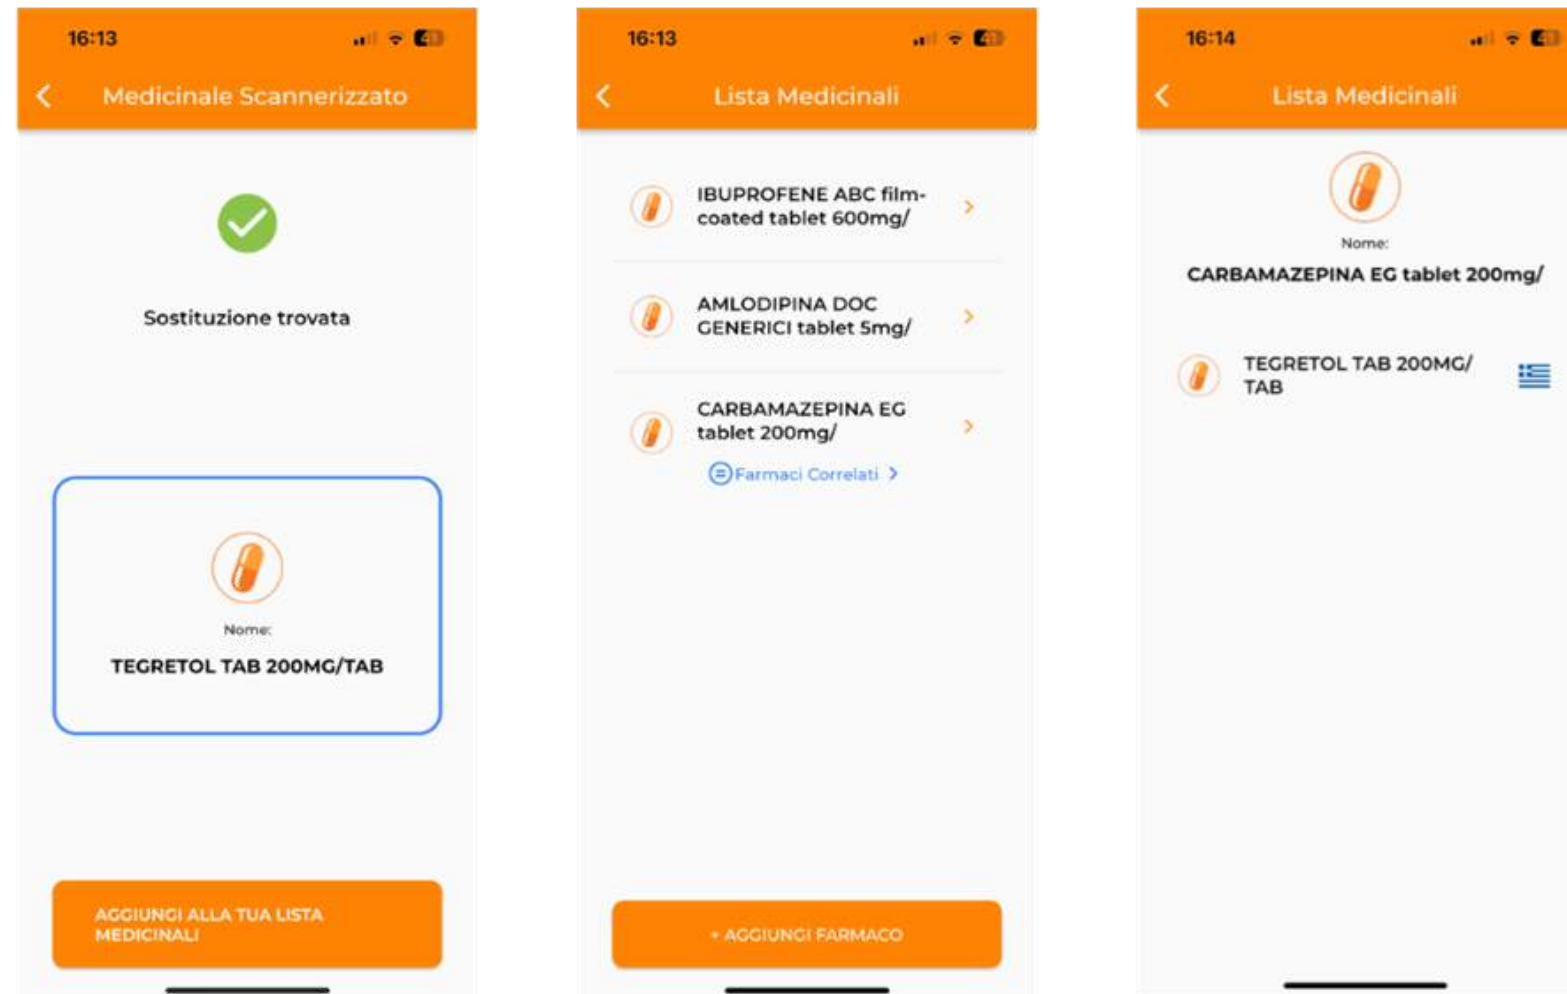 16:13
Medicinale Scannerizzato
Sostituzione trovata
Nome:
TEGRETOL TAB 200MG/TAB
AGGIUNGI ALLA TUA LISTA
MEDICINALI
16:13
Lista Medicinali
IBUPROFENE ABC film-
coated tablet 600mg/
AMLODIPINA DOC
GENERICI tablet 5mg/
CARBAMAZEPINA EG
tablet 200mg/
Farmaci Correlati
+ AGGIUNGI FARMACO
16:14
Lista Medicinali
Nome:
CARBAMAZEPINA EG tablet 200mg/
TEGRETOL TAB 200MG/
TAB